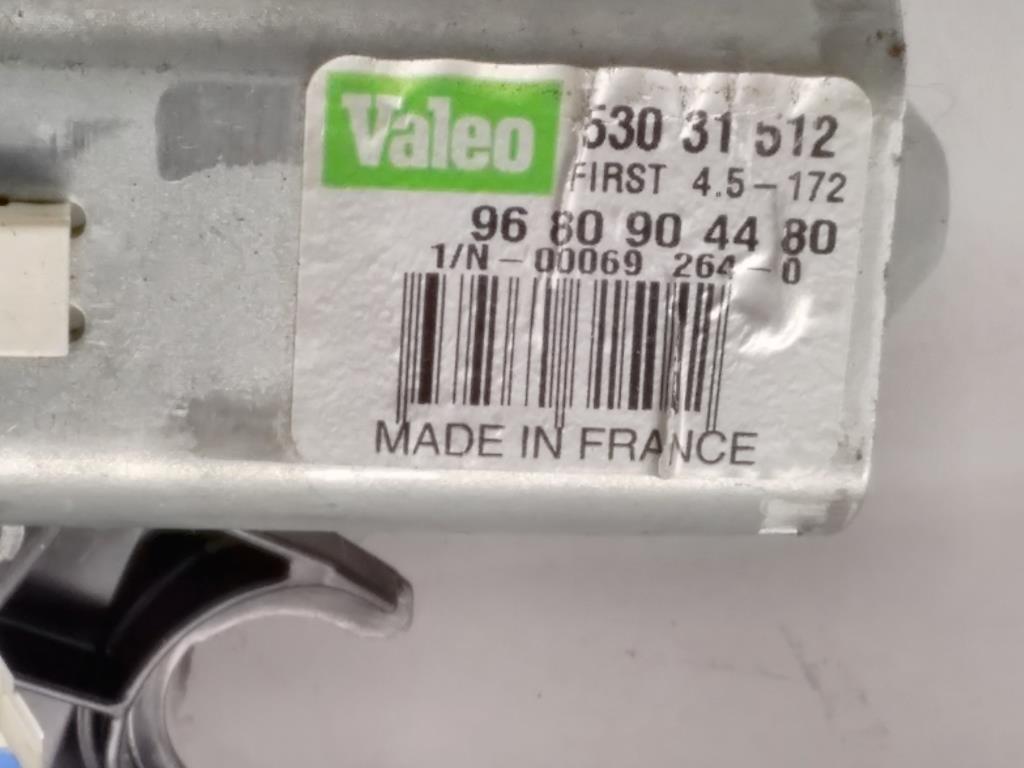 Valeo
530 31 512
FIRST 4.5-172
96 80 90 44 80
1/N-00069 264-0
MADE IN FRANCE